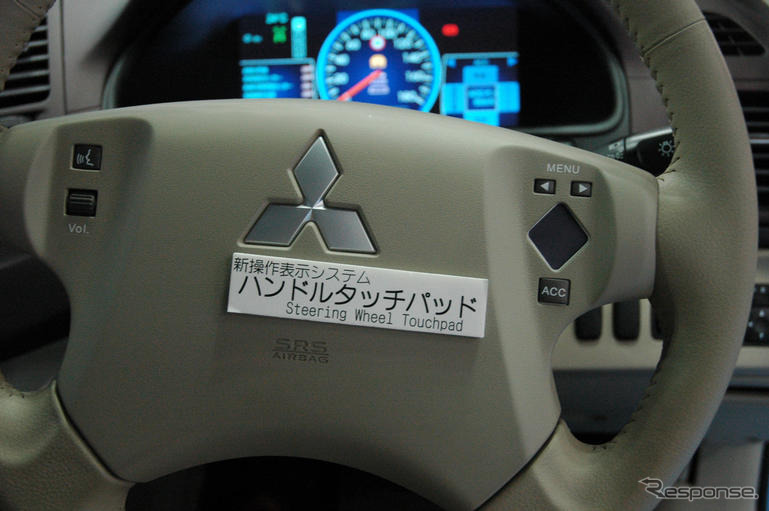 MENU
Vol.
ACC
新操作表示システム
ハンドルタッチパッド
Steering Wheel Touchpad
SRS
AIRBAG
Response.